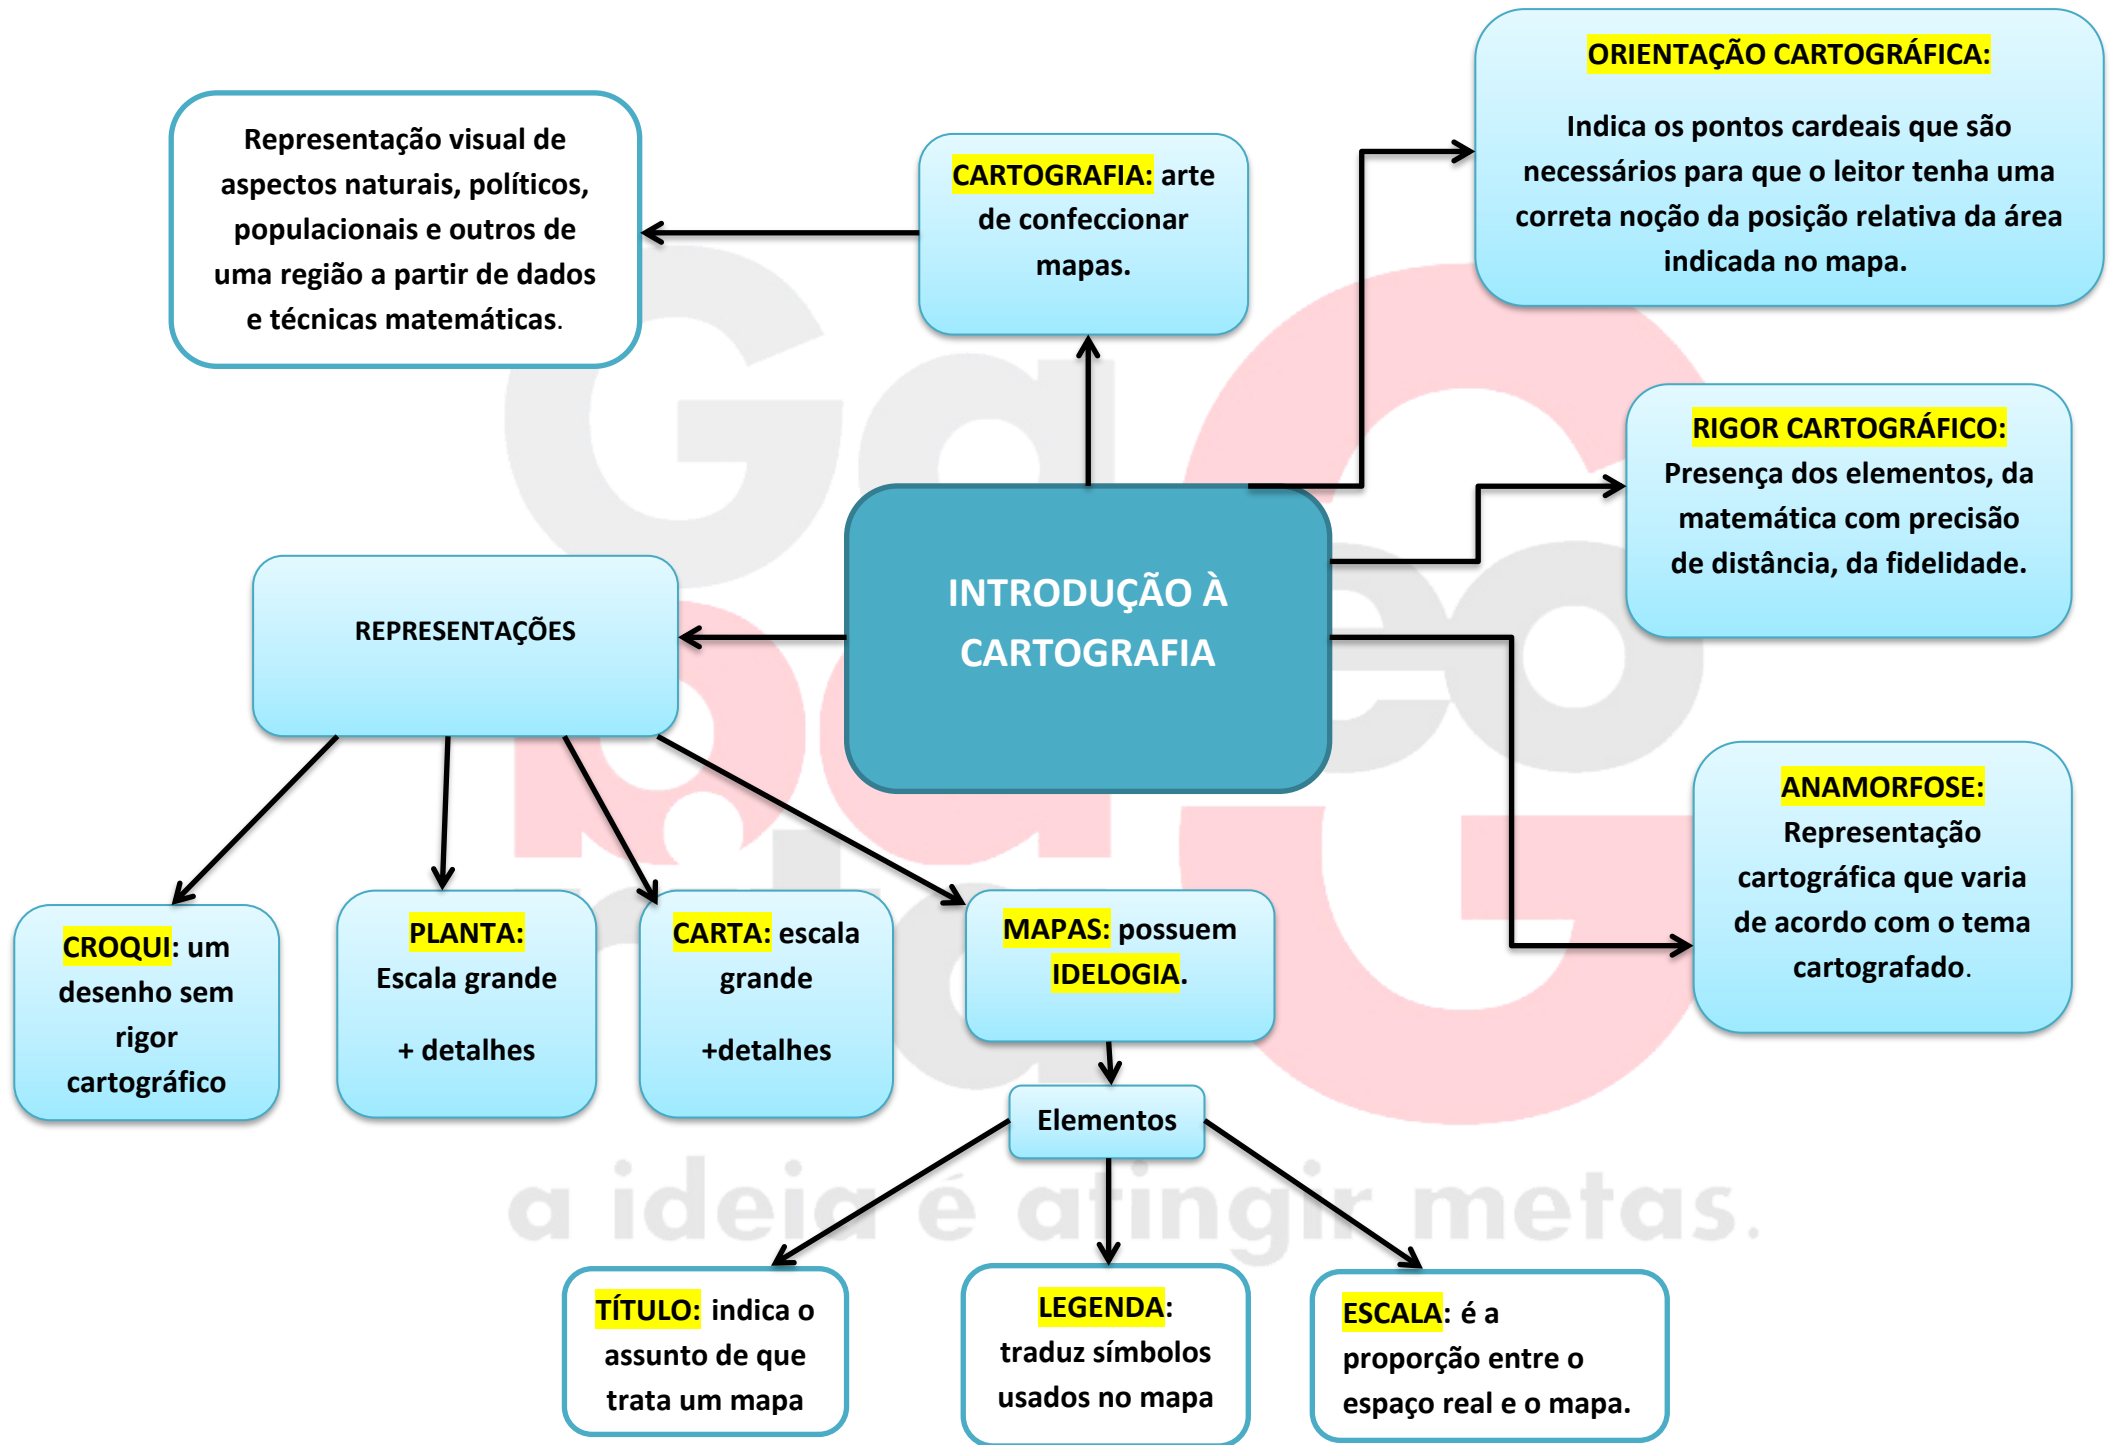 ORIENTAÇÃO CARTOGRÁFICA:
Indica os pontos cardeais que são
necessários para que o leitor tenha uma
correta noção da posição relativa da área
indicada no mapa.
Representação visual de
aspectos naturais, políticos,
populacionais e outros de
uma região a partir de dados
e técnicas matemáticas.
CARTOGRAFIA: arte
de confeccionar
mapas.
RIGOR CARTOGRÁFICO:
Presença dos elementos, da
matemática com precisão
de distância, da fidelidade.
INTRODUÇÃO À
CARTOGRAFIA
REPRESENTAÇÕES
ANAMORFOSE:
Representação
cartográfica que varia
de acordo com o tema
cartografado.
CROQUI: um
desenho sem
rigor
cartográfico
PLANTA:
Escala grande
+ detalhes
CARTA: escala
grande
+detalhes
MAPAS: possuem
IDELOGIA.
Elementos
a ideia é atingir metas.
TÍTULO: indica o
assunto de que
trata um mapa
LEGENDA:
traduz símbolos
usados no mapa
ESCALA: é a
proporção entre o
espaço real e o mapa.